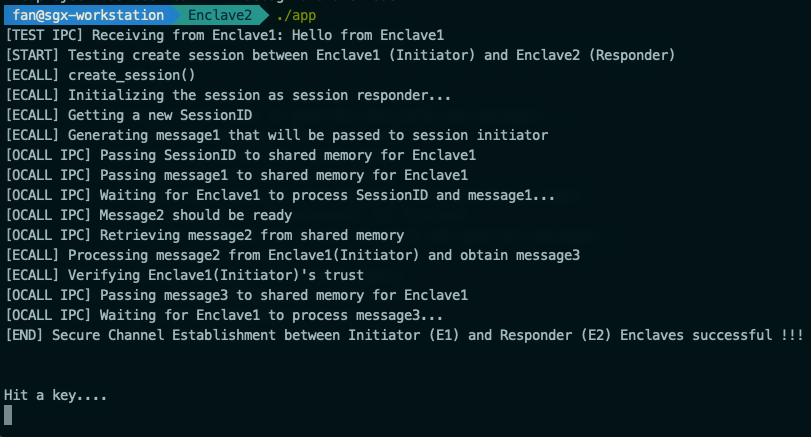 fan@sgx-workstation Enclave2 ./app
[TEST IPC] Receiving from Enclave1: Hello from Enclave1
[START] Testing create session between Enclave1 (Initiator) and Enclave2 (Responder)
[ECALL] create_session()
[ECALL] Initializing the session as session responder...
[ECALL] Getting a new SessionID
[ECALL] Generating message1 that will be passed to session initiator
[OCALL IPC] Passing SessionID to shared memory for Enclave1
[OCALL IPC] Passing message1 to shared memory for Enclave1
[OCALL IPC] Waiting for Enclave1 to process SessionID and message1...
[OCALL IPC] Message2 should be ready
[OCALL IPC] Retrieving message2 from shared memory
[ECALL] Processing message2 from Enclave1(Initiator) and obtain message3
[ECALL] Verifying Enclave1(Initiator)'s trust
[OCALL IPC] Passing message3 to shared memory for Enclave1
[OCALL IPC] Waiting for Enclave1 to process message3...
[END] Secure Channel Establishment between Initiator (E1) and Responder (E2) Enclaves successful !!!
Hit a key....